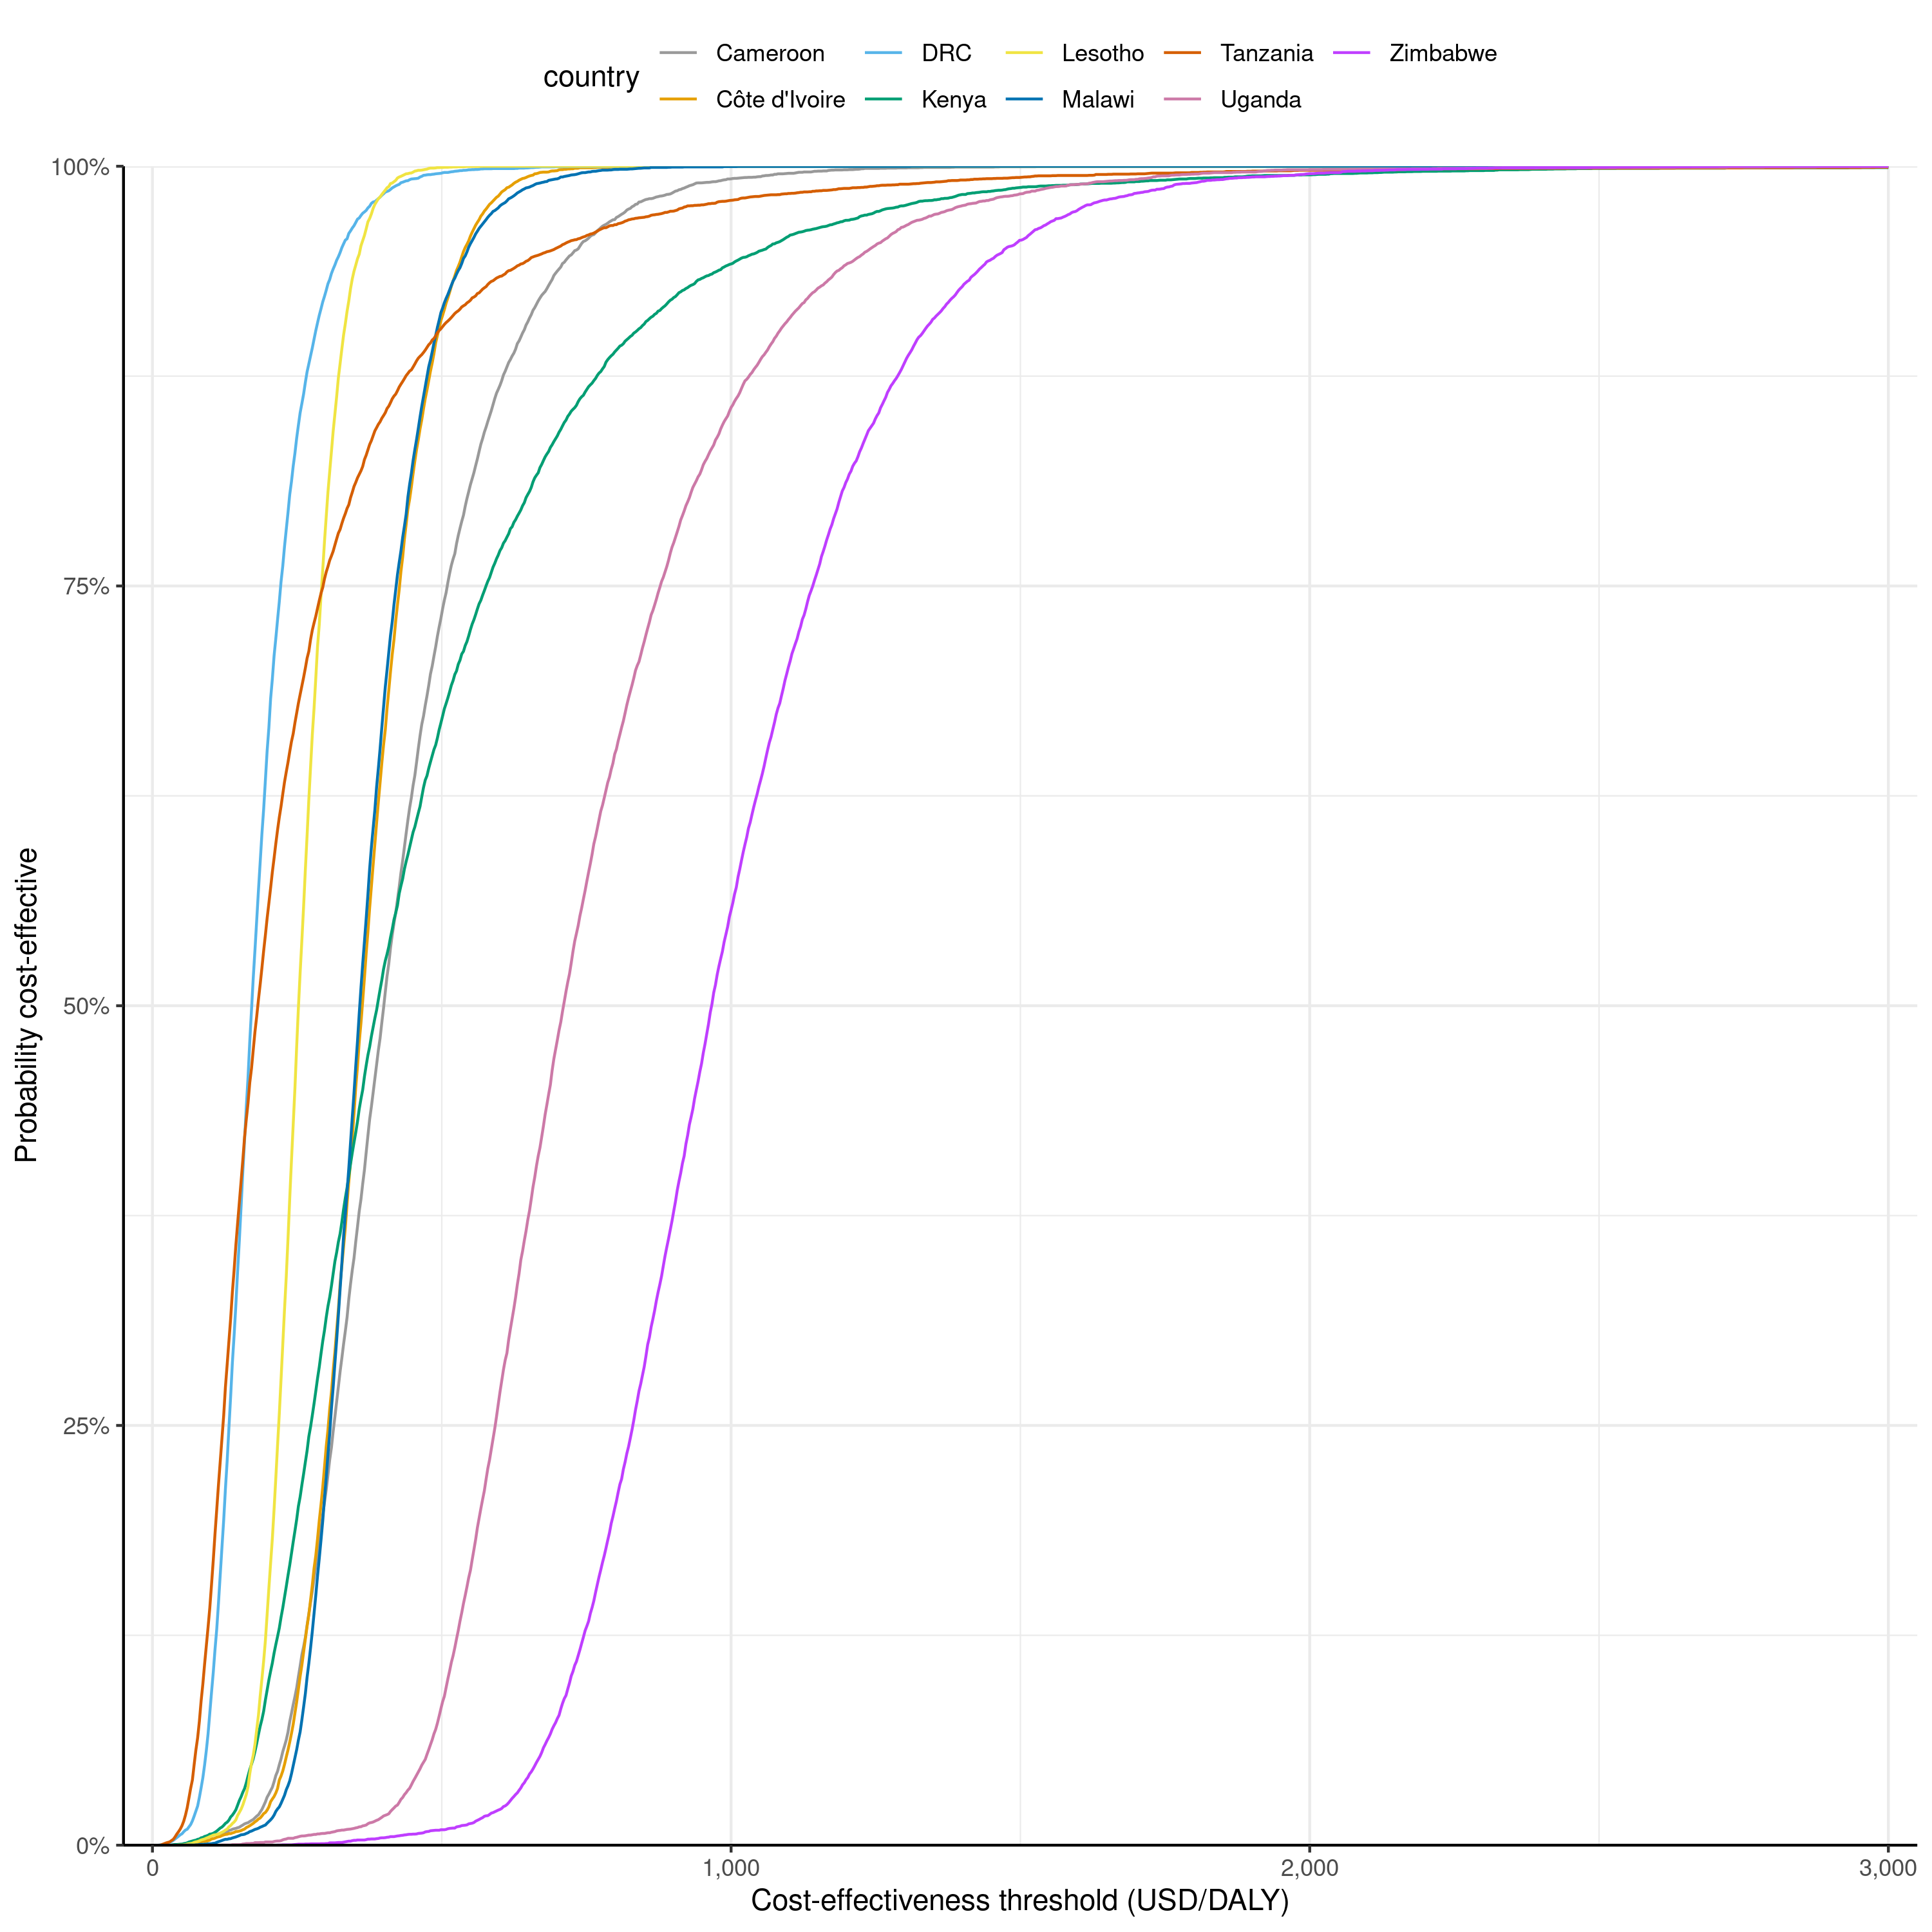 country
Cameroon DRC Lesotho Tanzania Zimbabwe
Côte d'Ivoire Kenya Malawi Uganda
100%
75%
50%
25%
0%
Probability cost-effective
0 1,000 2,000 3,000
Cost-effectiveness threshold (USD/DALY)